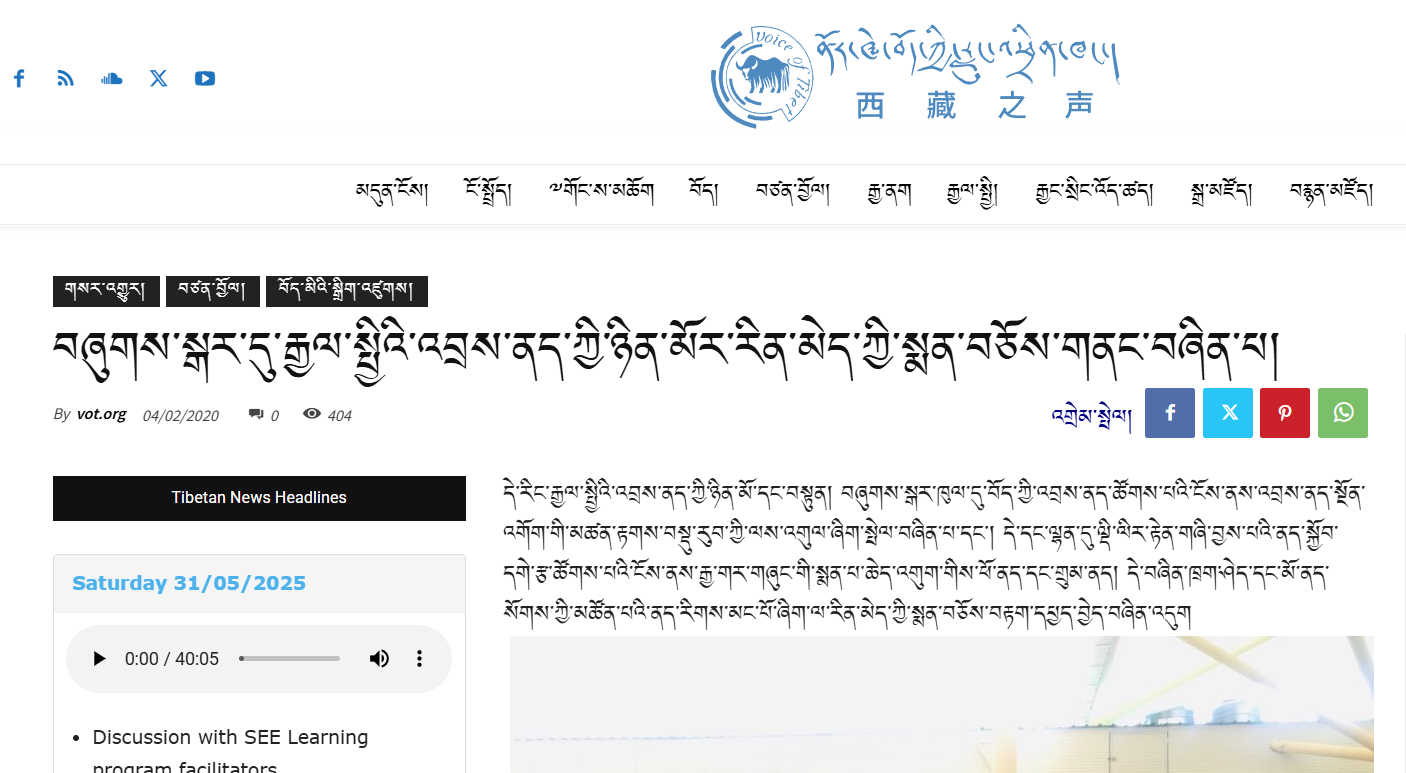 Voice of Tibet
ནོར་ཝེ་བོད་ཀྱི་རླུང་འཕྲིན་ཁང་།
西藏之声
མདུན་ངོས། ངོ་སྤྲོད། ༸གོང་ས་མཆོག བོད། བཙན་བྱོལ། རྒྱ་ནག རྒྱལ་སྤྱི། རྒྱང་སྲིང་འོད་ཚད། སྒྲ་མཛོད། བརྙན་མཛོད།
གསར་འགྱུར། བཙན་བྱོལ། བོད་མིའི་སྒྲིག་འཛུགས།
བཞུགས་སྒར་དུ་རྒྱལ་སྤྱིའི་འབྲས་ནད་ཀྱི་ཉིན་མོར་རིན་མེད་ཀྱི་སྨན་བཅོས་གནང་བཞིན་པ།
By vot.org 04/02/2020 0 404
འགྲེམ་སྤེལ།
Tibetan News Headlines
Saturday 31/05/2025
0:00 / 40:05
• Discussion with SEE Learning
program facilitators
དེ་རིང་རྒྱལ་སྤྱིའི་འབྲས་ནད་ཀྱི་ཉིན་མོ་དང་བསྟུན། བཞུགས་སྒར་ཁུལ་དུ་བོད་ཀྱི་འབྲས་ནད་ཚོགས་པའི་ངོས་ནས་འབྲས་ནད་སྔོན་
འགོག་གི་མཚན་རྟགས་བསྡུ་རུབ་ཀྱི་ལས་འགུལ་ཞིག་སྤེལ་བཞིན་པ་དང་། དེ་དང་ལྷན་དུ་ལྡི་ལིར་རྟེན་གཞི་བྱས་པའི་ནད་སྐྱོབ་
དགེ་རྩ་ཚོགས་པའི་ངོས་ནས་རྒྱ་གར་གཞུང་གི་སྨན་པ་ཆེད་འགུག་གིས་ཕོ་ནད་དང་གྲུམ་ནད། དེ་བཞིན་ཁྲག་ཤེད་དང་མོ་ནད་
སོགས་ཀྱི་མཚོན་པའི་ནད་རིགས་མང་པོ་ཞིག་ལ་རིན་མེད་ཀྱི་སྨན་བཅོས་བརྟག་དཔྱད་བྱེད་བཞིན་འདུག